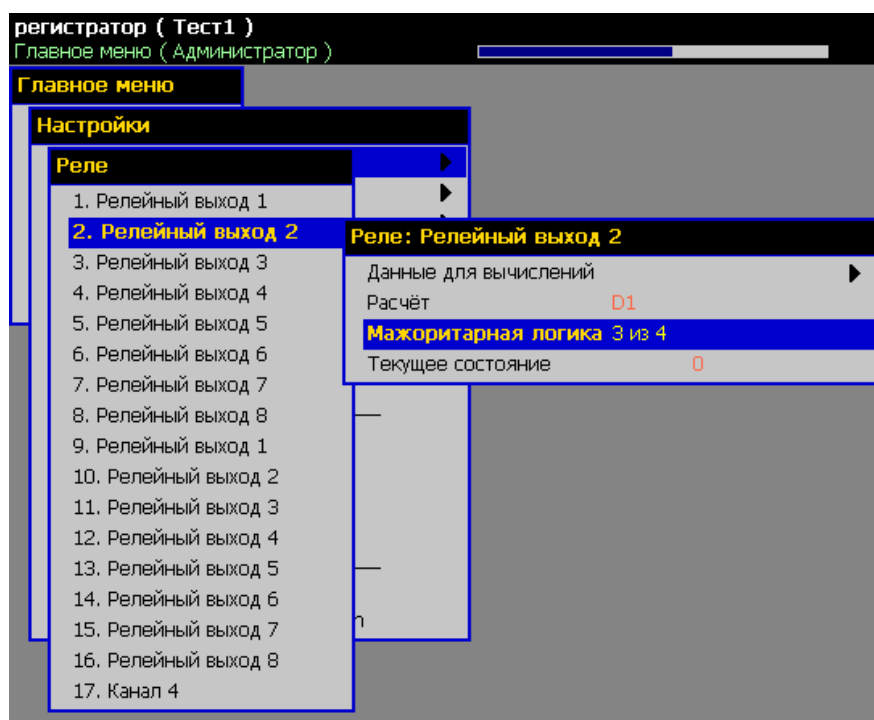 регистратор ( Тест1 )
Главное меню ( Администратор )
Главное меню
Настройки
Реле
1. Релейный выход 1
2. Релейный выход 2
3. Релейный выход 3
4. Релейный выход 4
5. Релейный выход 5
6. Релейный выход 6
7. Релейный выход 7
8. Релейный выход 8
9. Релейный выход 1
10. Релейный выход 2
11. Релейный выход 3
12. Релейный выход 4
13. Релейный выход 5
14. Релейный выход 6
15. Релейный выход 7
16. Релейный выход 8
17. Канал 4
Реле: Релейный выход 2
Данные для вычислений
Расчёт D1
Мажоритарная логика 3 из 4
Текущее состояние 0